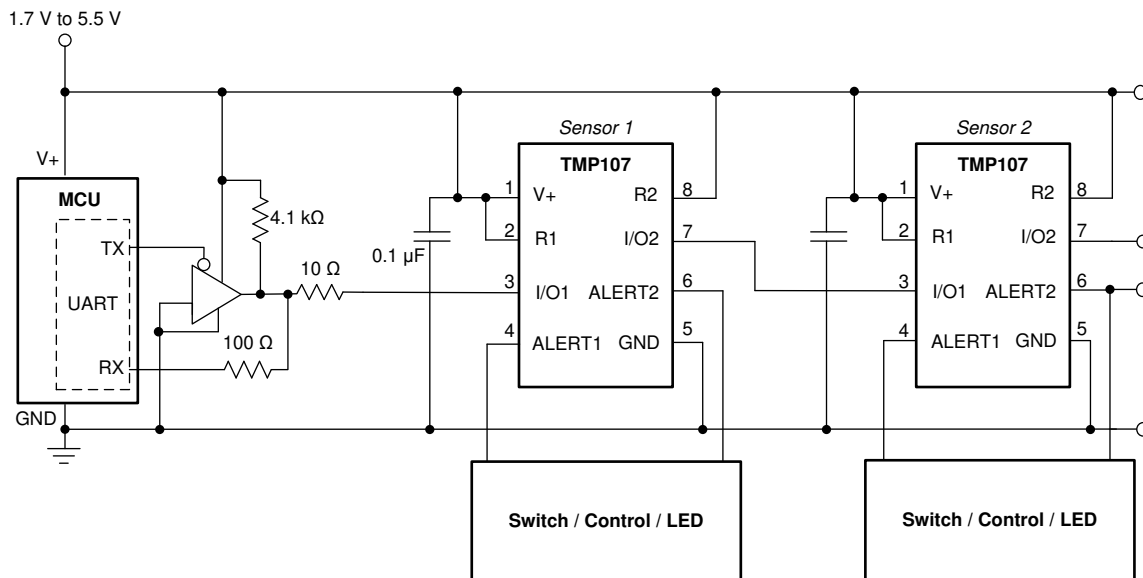 1.7 V to 5.5 V
V+
MCU
TX
UART
RX
GND
4.1 kΩ
10 Ω
100 Ω
0.1 µF
Sensor 1
TMP107
1
V+
R2
8
2
R1
I/O2
7
3
I/O1
ALERT2
6
4
ALERT1
GND
5
Switch / Control / LED
Sensor 2
TMP107
1
V+
R2
8
2
R1
I/O2
7
3
I/O1
ALERT2
6
4
ALERT1
GND
5
Switch / Control / LED